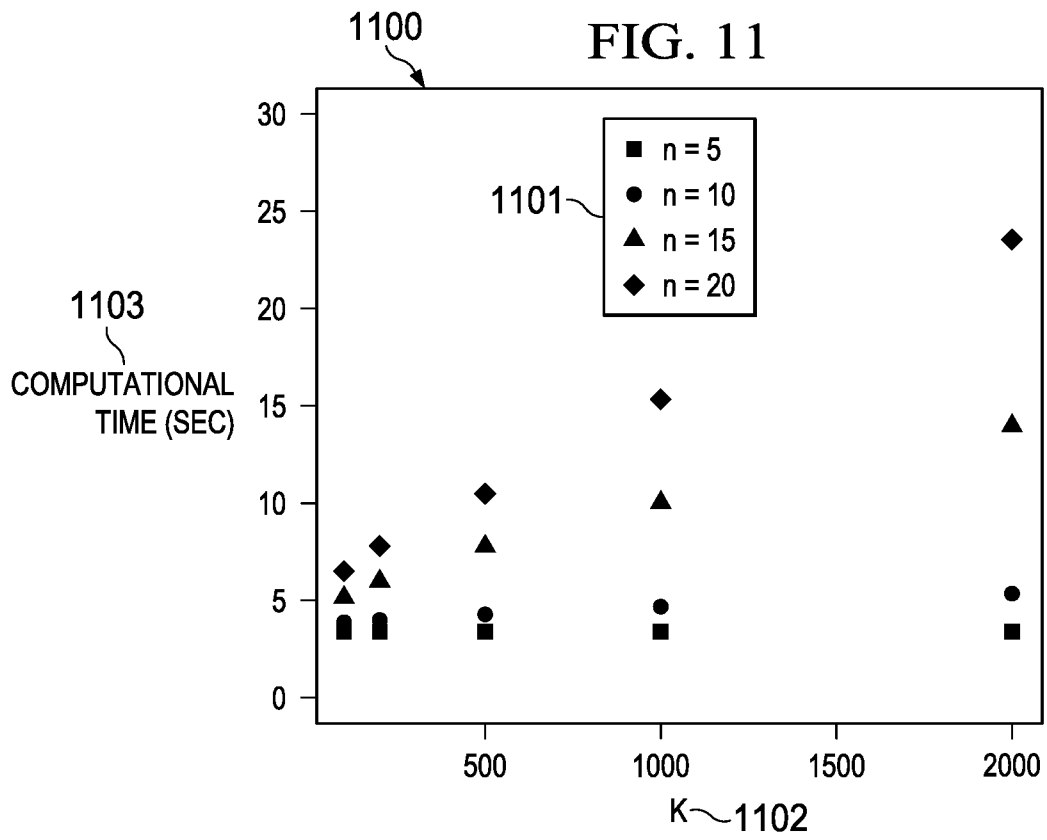 1100
FIG. 11
30
25
20
15
10
5
0
n = 5
n = 10
n = 15
n = 20
1101
1103
COMPUTATIONAL
TIME (SEC)
500
1000
1500
2000
K
1102